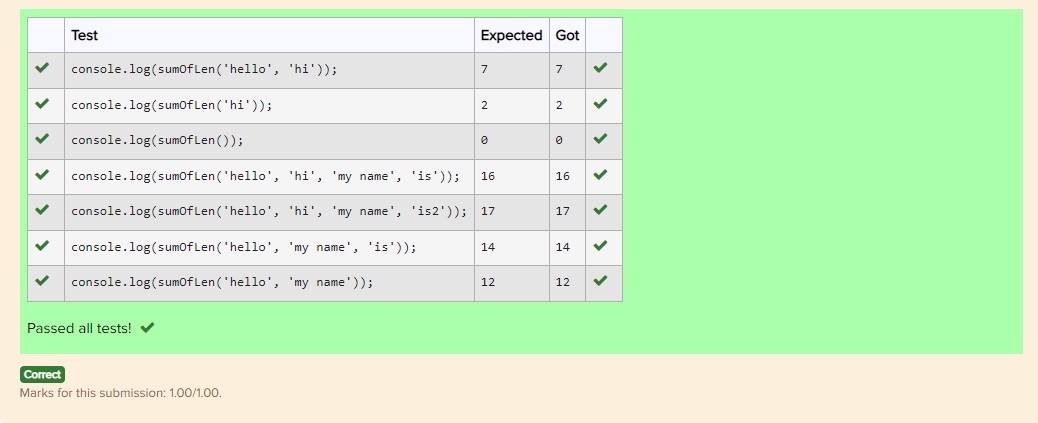 Test Expected Got
console.log(sumOfLen('hello', 'hi')); 7 7
console.log(sumOfLen('hi')); 2 2
console.log(sumOfLen()); 0 0
console.log(sumOfLen('hello', 'hi', 'my name', 'is')); 16 16
console.log(sumOfLen('hello', 'hi', 'my name', 'is2')); 17 17
console.log(sumOfLen('hello', 'my name', 'is')); 14 14
console.log(sumOfLen('hello', 'my name')); 12 12
Passed all tests!
Correct
Marks for this submission: 1.00/1.00.